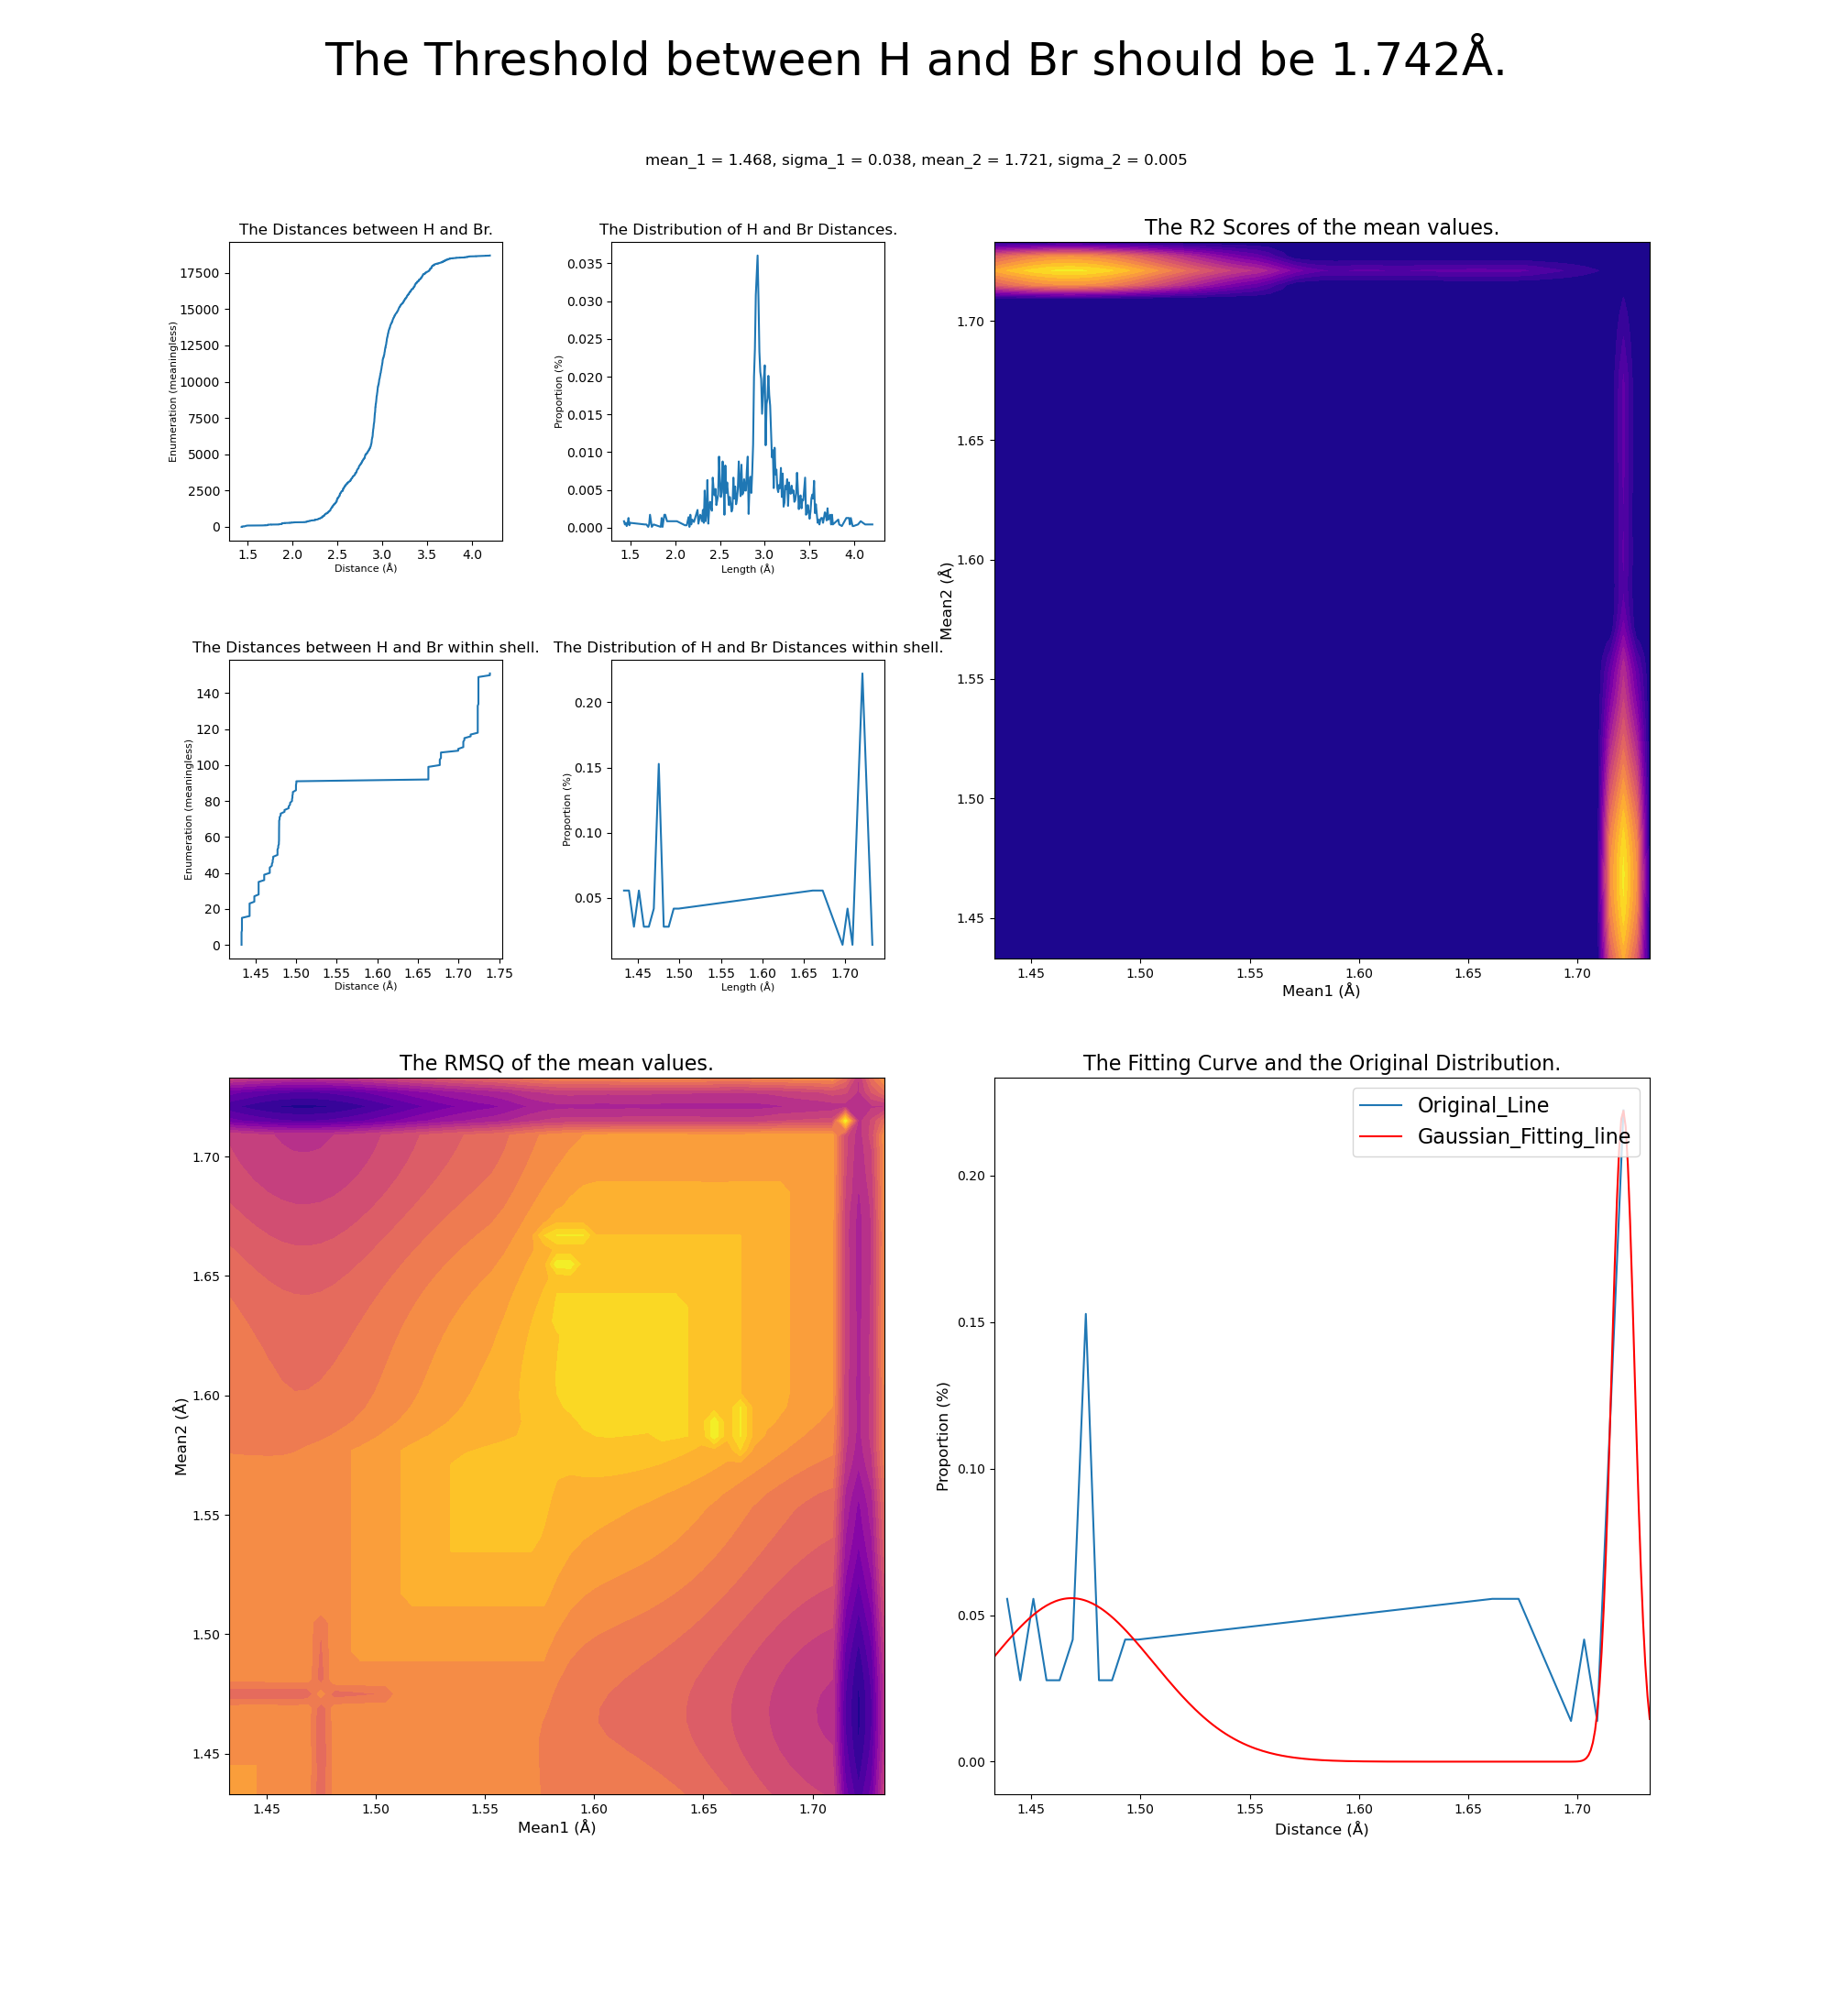 The Threshold between H and Br should be 1.742Å.
mean_1 = 1.468, sigma_1 = 0.038, mean_2 = 1.721, sigma_2 = 0.005
The Distances between H and Br.
17500
15000
12500
10000
7500
5000
2500
0
Enumeration (meaningless)
1.5 2.0 2.5 3.0 3.5 4.0
Distance (Å)
The Distribution of H and Br Distances.
0.035
0.030
0.025
0.020
0.015
0.010
0.005
0.000
Proportion (%)
1.5 2.0 2.5 3.0 3.5 4.0
Length (Å)
The R2 Scores of the mean values.
1.70
1.65
1.60
1.55
1.50
1.45
Mean2 (Å)
1.45 1.50 1.55 1.60 1.65 1.70
Mean1 (Å)
The Distances between H and Br within shell.
140
120
100
80
60
40
20
0
Enumeration (meaningless)
1.45 1.50 1.55 1.60 1.65 1.70 1.75
Distance (Å)
The Distribution of H and Br Distances within shell.
0.20
0.15
0.10
0.05
Proportion (%)
1.45 1.50 1.55 1.60 1.65 1.70
Length (Å)
The RMSQ of the mean values.
1.70
1.65
1.60
1.55
1.50
1.45
Mean2 (Å)
1.45 1.50 1.55 1.60 1.65 1.70
Mean1 (Å)
The Fitting Curve and the Original Distribution.
Original_Line
Gaussian_Fitting_line
0.20
0.15
0.10
0.05
0.00
Proportion (%)
1.45 1.50 1.55 1.60 1.65 1.70
Distance (Å)